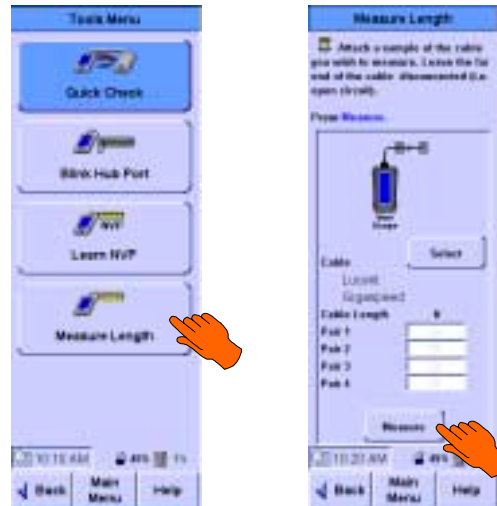 Tools Menu
Quick Check
Blink Hub Port
NVP
Learn NVP
Measure Length
10:18 AM
Back
Main
Menu
Help
Measure Length
Attach a sample of the cable
you wish to measure. Leave the far
end of the cable disconnected (i.e.
open circuit).
Press Measure.
Cable
Select
Lucent
Gigaspeed
Cable Length
Pair 1
Pair 2
Pair 3
Pair 4
Measure
10:20 AM
Back
Main
Menu
Help